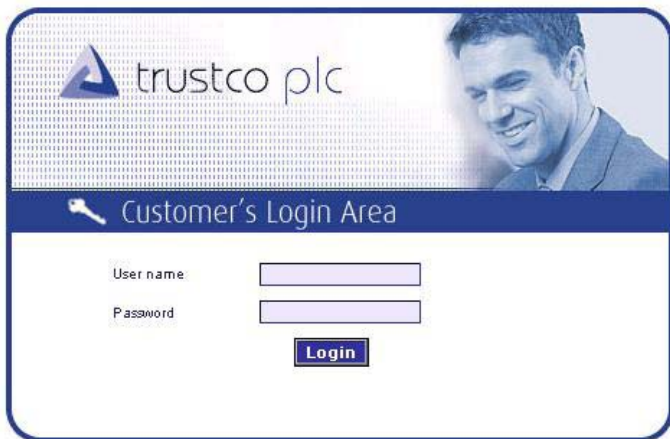 trustco plc
Customer's Login Area
User name
Password
Login